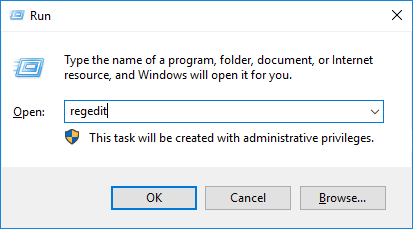 Run
Type the name of a program, folder, document, or Internet
resource, and Windows will open it for you.
Open: regedit
This task will be created with administrative privileges.
OK Cancel Browse...